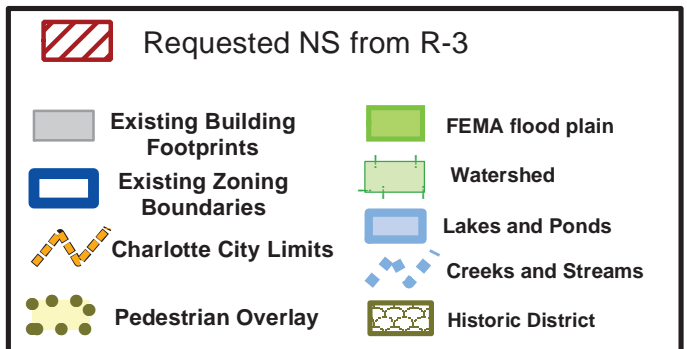 Requested NS from R-3
Existing Building
Footprints
Existing Zoning
Boundaries
Charlotte City Limits
Pedestrian Overlay
FEMA flood plain
Watershed
Lakes and Ponds
Creeks and Streams
Historic District